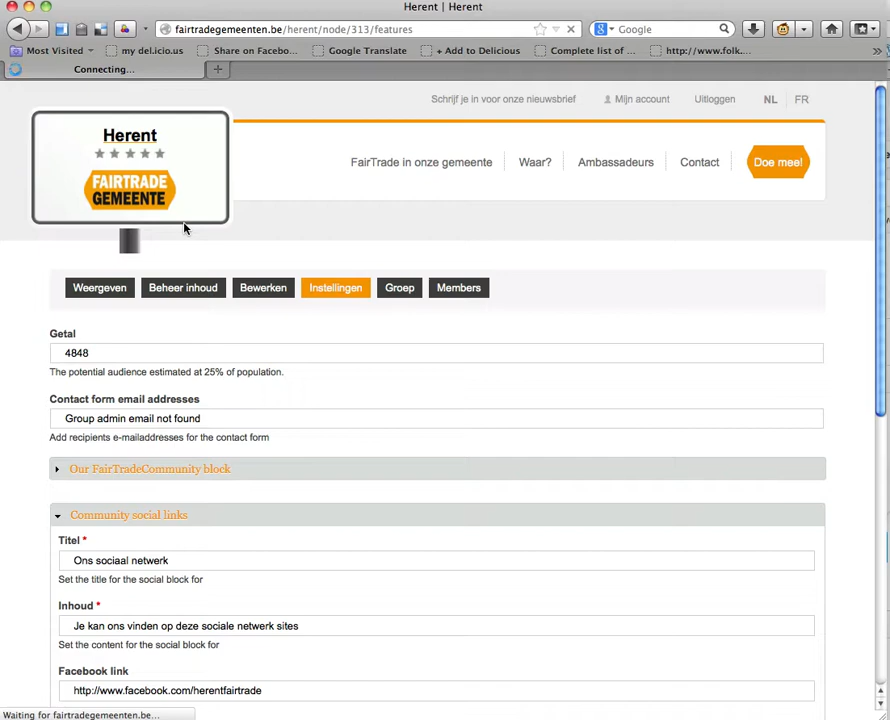 Herent | Herent
fairtradegemeenten.be/herent/node/313/features
Google
Most Visited
my del.icio.us
Share on Facebo...
Google Translate
+ Add to Delicious
Complete list of ...
http://www.folk....
»
Connecting...
+
Schrijf je in voor onze nieuwsbrief
Mijn account
Uitloggen
NL
FR
Herent
FAIRTRADE
GEMEENTE
FairTrade in onze gemeente
Waar?
Ambassadeurs
Contact
Doe mee!
Weergeven
Beheer inhoud
Bewerken
Instellingen
Groep
Members
Getal
4848
The potential audience estimated at 25% of population.
Contact form email addresses
Group admin email not found
Add recipients e-mailaddresses for the contact form
Our FairTradeCommunity block
Community social links
Titel *
Ons sociaal netwerk
Set the title for the social block for
Inhoud *
Je kan ons vinden op deze sociale netwerk sites
Set the content for the social block for
Facebook link
http://www.facebook.com/herentfairtrade
Waiting for fairtradegemeenten.be...